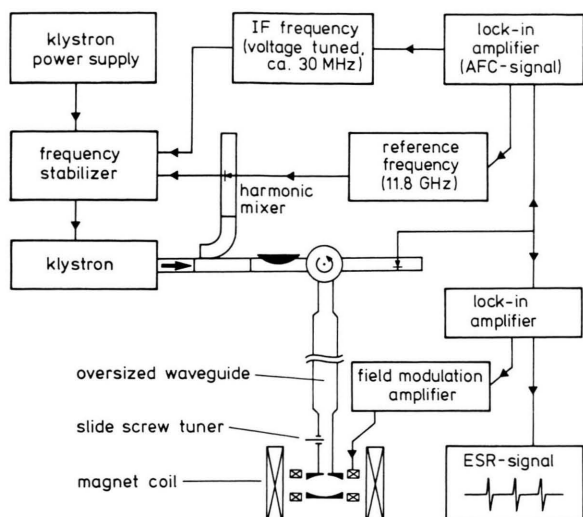 klystron
power supply
IF frequency
(voltage tuned,
ca. 30 MHz)
lock-in
amplifier
(AFC-signal)
frequency
stabilizer
reference
frequency
(11.8 GHz)
harmonic
mixer
klystron
lock-in
amplifier
oversized waveguide
field modulation
amplifier
slide screw tuner
magnet coil
ESR-signal